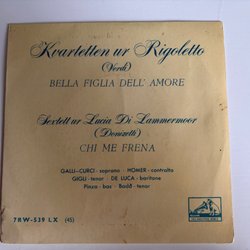 Kvartetten ur Rigoletto
(Verdi)
BELLA FIGLIA DELL' AMORE
Sextett ur Lucia Di Lammermoor
(Donizetti)
CHI ME FRENA
GALLI-CURCI - soprano - HOMER - contralto
GIGLI - tenor - DE LUCA - baritone
Pinza - bas - Badà - tenor
7RW-539 LX (45)